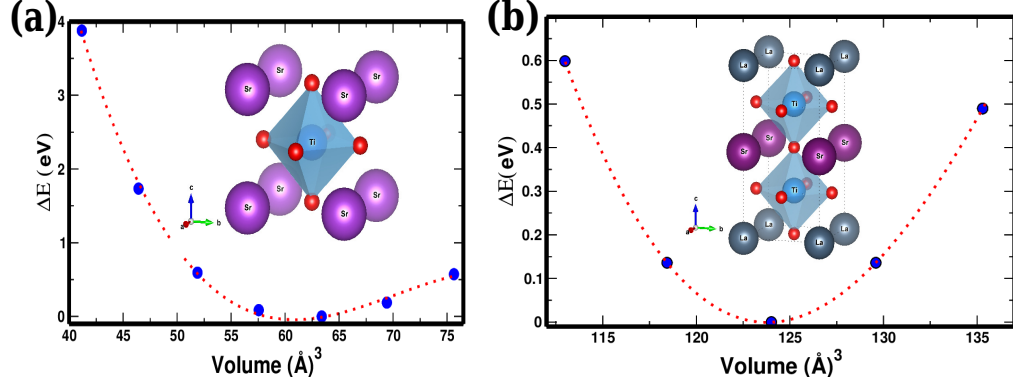 (a)
ΔE (eV)
4
3
2
1
0
40
45
50
55
60
65
70
75
Volume (Å)³
Sr
Sr
Sr
Sr
Ti
Sr
Sr
Sr
Sr
c
b
a
(b)
ΔE( eV)
0.6
0.5
0.4
0.3
0.2
0.1
0
115
120
125
130
135
Volume (Å)³
La
La
La
La
Ti
Sr
Sr
Sr
Sr
Ti
La
La
La
La
c
b
a